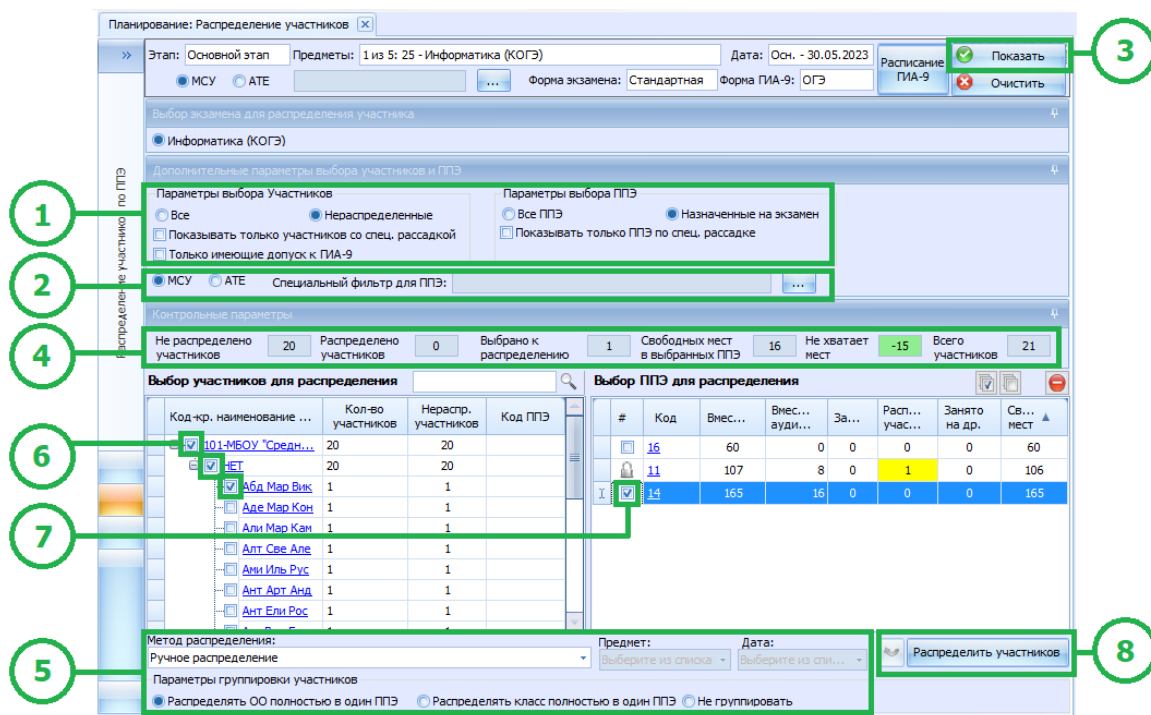 Планирование: Распределение участников
Этап: Основной этап Предметы: 1 из 5: 25 - Информатика (КОГЭ) Дата: Осн. - 30.05.2023 Расписание ГИА-9 Показать 3
МСУ АТЕ ... Форма экзамена: Стандартная Форма ГИА-9: ОГЭ Очистить
Выбор экзамена для распределения участника
Информатика (КОГЭ)
Дополнительные параметры выбора участников и ППЭ
1
Параметры выбора Участников Параметры выбора ППЭ
Все Нераспределенные Все ППЭ Назначенные на экзамен
Показывать только участников со спец. рассадкой Показывать только ППЭ по спец. рассадке
Только имеющие допуск к ГИА-9
2 МСУ АТЕ Специальный фильтр для ППЭ: ...
Распределение участников по ППЭ
Контрольные параметры
4 Не распределено участников 20 Распределено участников 0 Выбрано к распределению 1 Свободных мест в выбранных ППЭ 16 Не хватает мест -15 Всего участников 21
Выбор участников для распределения Выбор ППЭ для распределения
Код-кр. наименование ... Кол-во участников Нераспр. участников Код ППЭ
6 101-МБОУ "Средн... 20 20
НЕТ 20 20
Абд Мар Вик 1 1
Аде Мар Кон 1 1
7 Али Мар Кам 1 1
Алт Све Але 1 1
Ами Иль Рус 1 1
Ант Арт Анд 1 1
Ант Ели Рос 1 1
# Код Вмес... Вмес... ауди... За... Расп... учас... Занято на др. Св... мест
16 60 0 0 0 0 60
11 107 8 0 1 0 106
14 165 16 0 0 0 165
5 Метод распределения: Предмет: Дата:
Ручное распределение Выберите из списка Выберите из спи... Распределить участников 8
Параметры группировки участников
Распределять ОО полностью в один ППЭ Распределять класс полностью в один ППЭ Не группировать